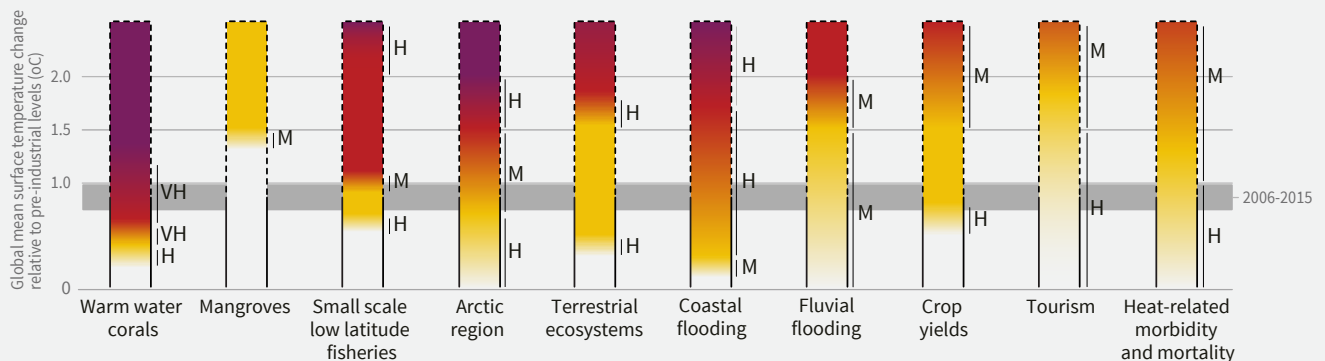 Global mean surface temperature change
relative to pre-industrial levels (oC)
2.0
1.5
1.0
0
2006-2015
VH
VH
H
M
H
M
H
H
M
H
H
H
H
H
M
M
M
M
H
M
H
M
H
Warm water
corals
Mangroves
Small scale
low latitude
fisheries
Arctic
region
Terrestrial
ecosystems
Coastal
flooding
Fluvial
flooding
Crop
yields
Tourism
Heat-related
morbidity
and mortality